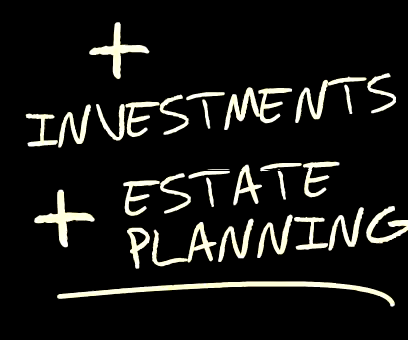 +
INVESTMENTS
+ ESTATE
PLANNING